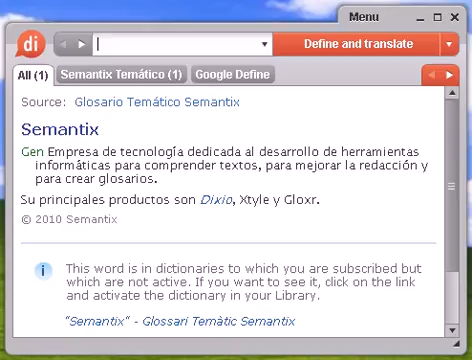 Menu
di
Define and translate
All (1)
Semantix Temático (1)
Google Define
Source: Glosario Temático Semantix
Semantix
Gen Empresa de tecnología dedicada al desarrollo de herramientas
informáticas para comprender textos, para mejorar la redacción y
para crear glosarios.
Su principales productos son Dixio, Xtyle y Gloxr.
© 2010 Semantix
i
This word is in dictionaries to which you are subscribed but
which are not active. If you want to see it, click on the link
and activate the dictionary in your Library.
"Semantix" - Glossari Temàtic Semantix